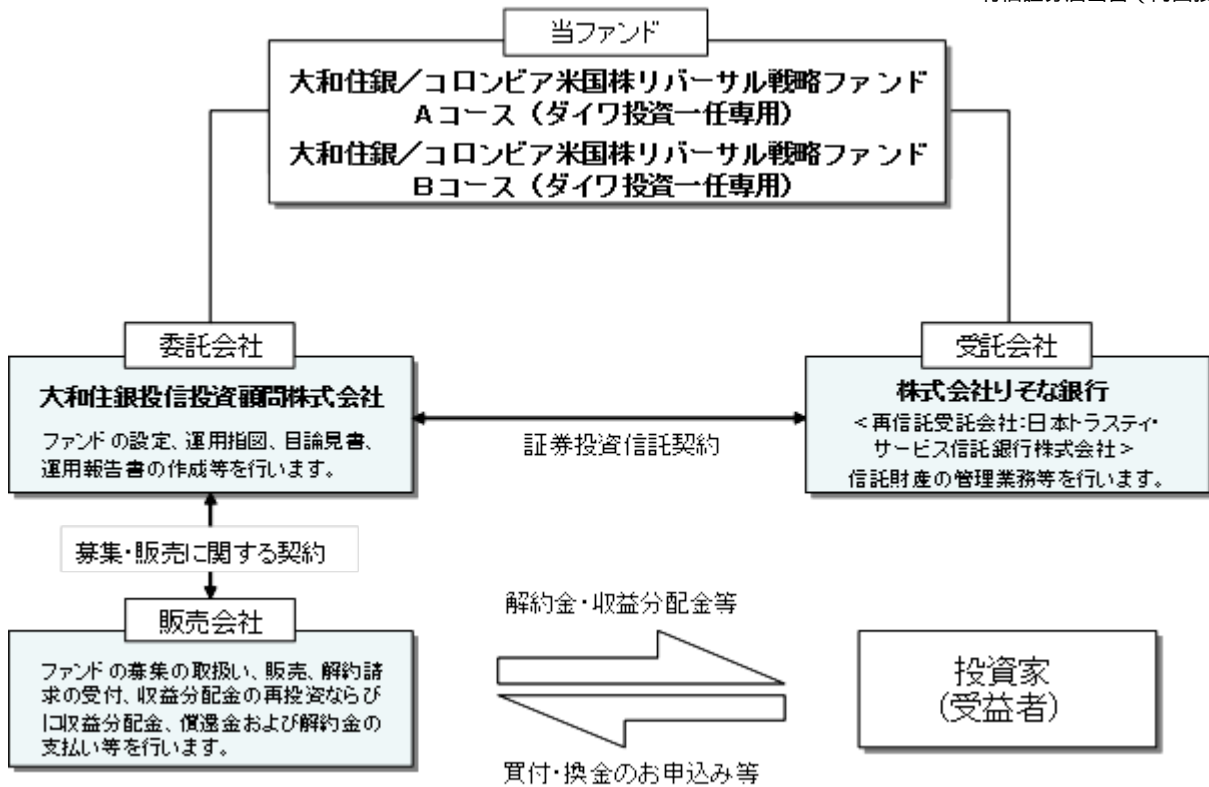 当ファンド
大和住銀／コロンビア米国株リバーサル戦略ファンド
Aコース（ダイワ投資一任専用）
大和住銀／コロンビア米国株リバーサル戦略ファンド
Bコース（ダイワ投資一任専用）
委託会社
大和住銀投信投資顧問株式会社
ファンドの設定、運用指図、目論見書、
運用報告書の作成等を行います。
証券投資信託契約
受託会社
株式会社りそな銀行
＜再信託受託会社：日本トラスティ・
サービス信託銀行株式会社＞
信託財産の管理業務等を行います。
募集・販売に関する契約
販売会社
ファンドの募集の取扱い、販売、解約請
求の受付、収益分配金の再投資ならび
に収益分配金、償還金および解約金の
支払い等を行います。
解約金・収益分配金等
買付・換金のお申込み等
投資家
（受益者）